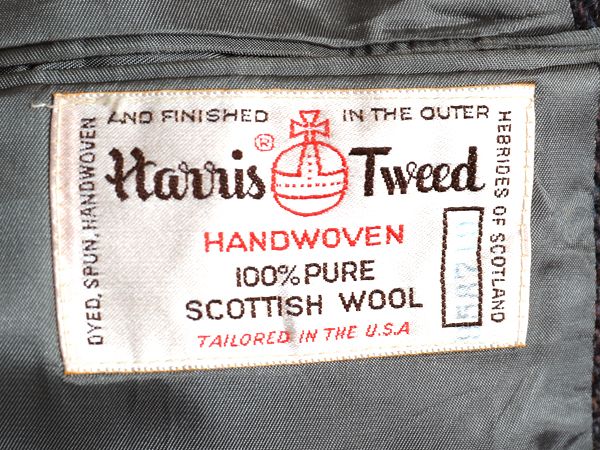 DYED, SPUN, HANDWOVEN
AND FINISHED
IN THE OUTER
HEBRIDES OF SCOTLAND
Harris® Tweed
HANDWOVEN
100% PURE
SCOTTISH WOOL
TAILORED IN THE U.S.A